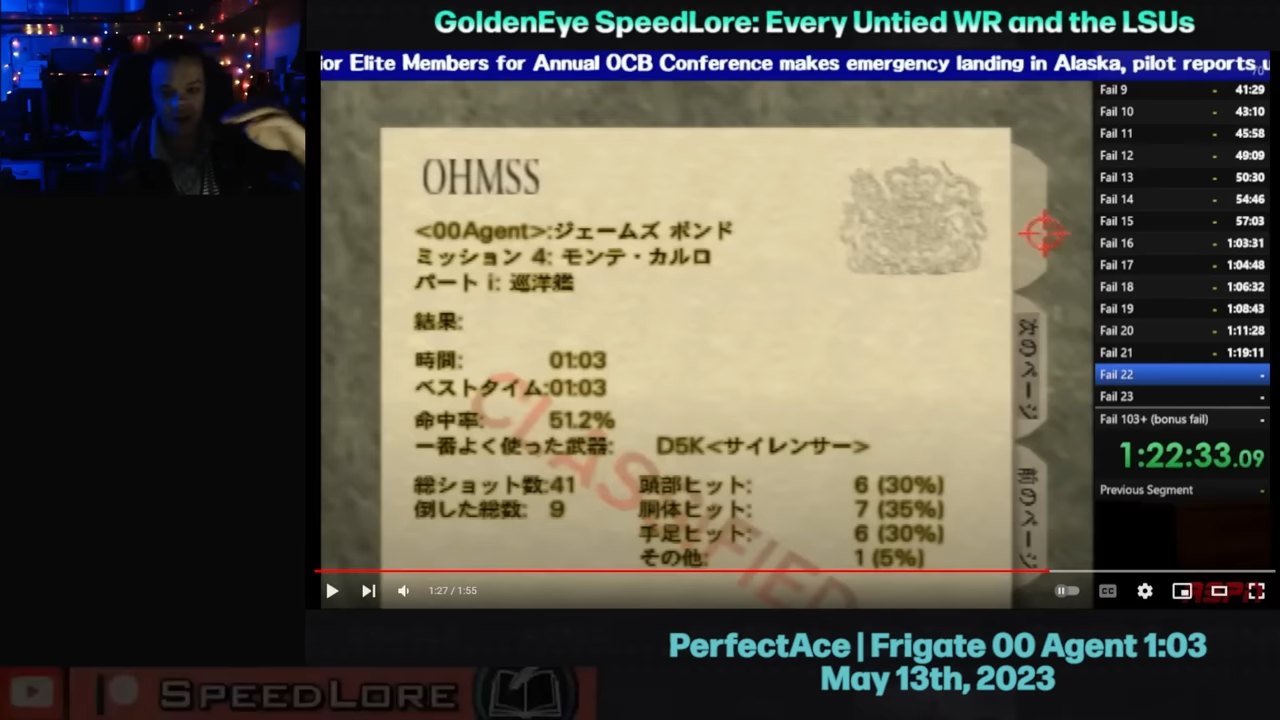 GoldenEye SpeedLore: Every Untied WR and the LSUs
ior Elite Members for Annual OCB Conference makes emergency landing in Alaska, pilot reports u
OHMSS
<00Agent>:ジェームズ ボンド
ミッション 4: モンテ・カルロ
パート i: 巡洋艦
結果:
時間: 01:03
ベストタイム:01:03
命中率: 51.2%
一番よく使った武器: D5K<サイレンサー>
総ショット数:41 頭部ヒット: 6 (30%)
倒した総数: 9 胴体ヒット: 7 (35%)
手足ヒット: 6 (30%)
その他: 1 (5%)
CLASSIFIED
次のページ
前のページ
Fail 9 - 41:29
Fail 10 - 43:10
Fail 11 - 45:58
Fail 12 - 49:09
Fail 13 - 50:30
Fail 14 - 54:46
Fail 15 - 57:03
Fail 16 - 1:03:31
Fail 17 - 1:04:48
Fail 18 - 1:06:32
Fail 19 - 1:08:43
Fail 20 - 1:11:28
Fail 21 - 1:19:11
Fail 22 -
Fail 23 -
Fail 103+ (bonus fail) -
1:22:33.09
Previous Segment -
1:27 / 1:55
CC
PerfectAce | Frigate 00 Agent 1:03
May 13th, 2023
SPEEDLORE